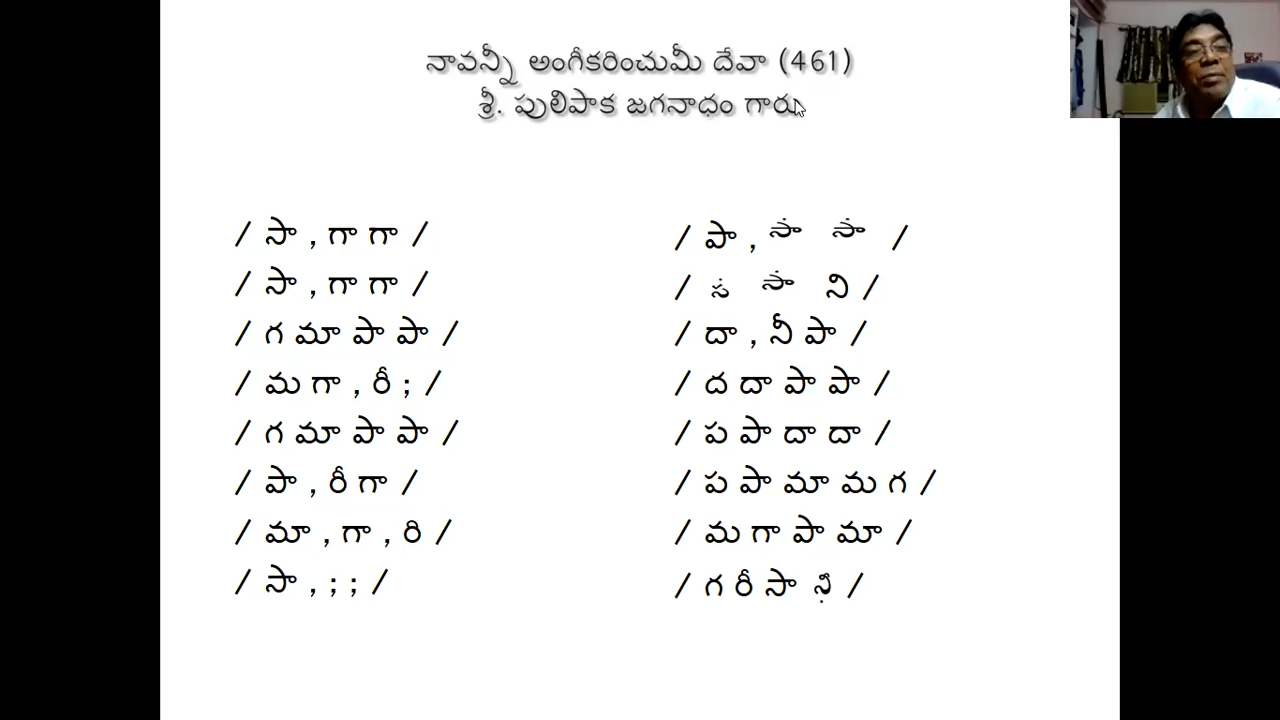 నావన్నీ అంగీకరించుమీ దేవా (461)
శ్రీ. పులిపాక జగనాధం గారు
/ సా , గా గా /
/ సా , గా గా /
/ గ మా పా పా /
/ మ గా , రీ ; /
/ గ మా పా పా /
/ పా , రీ గా /
/ మా , గా , రి /
/ సా , ; ; /
/ పా , సా̇ సా̇ /
/ స̇ సా̇ ని /
/ దా , నీ పా /
/ ద దా పా పా /
/ ప పా దా దా /
/ ప పా మా మ గ /
/ మ గా పా మా /
/ గ రీ సా ని̣ /